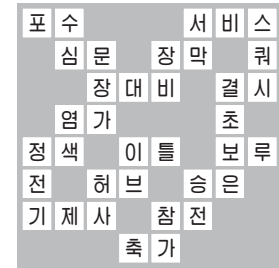 포 수 서 비 스
심 문 장 막 쿼
장 대 비 결 시
염 가 초
정 색 이 틀 보 루
전 허 브 승 은
기 제 사 참 전
축 가